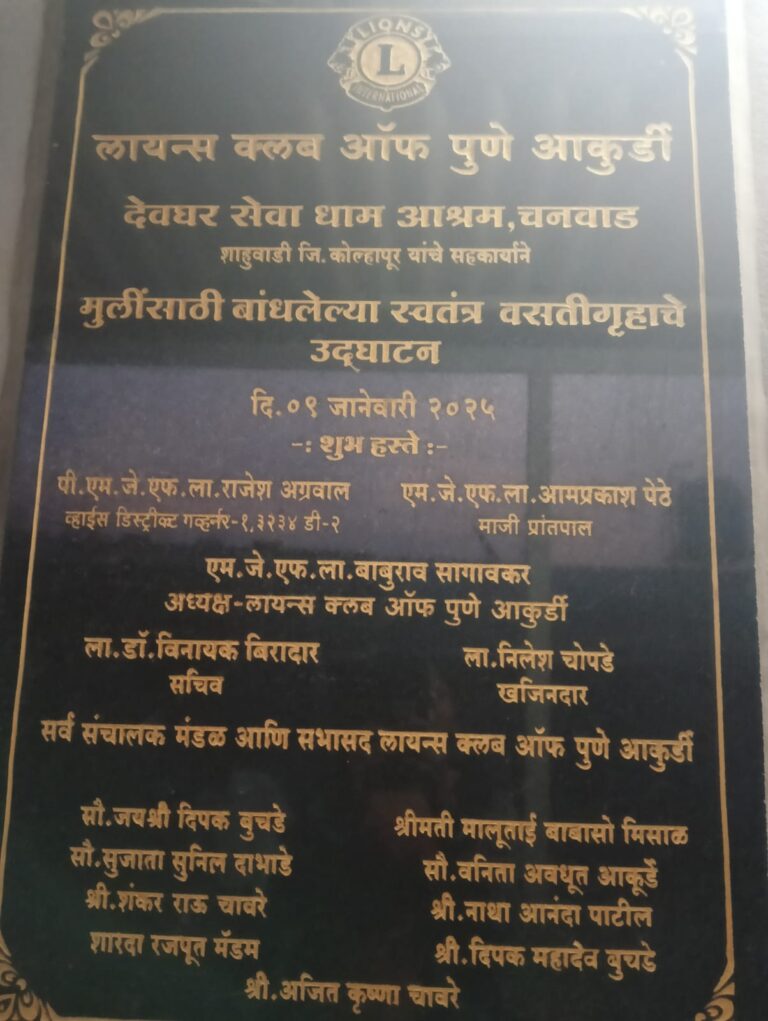 LIONS
L
INTERNATIONAL
लायन्स क्लब ऑफ पुणे आकुर्डी
देवघर सेवा धाम आश्रम,चनवाड
शाहुवाडी जि.कोल्हापूर यांचे सहकार्याने
मुलींसाठी बांधलेल्या स्वतंत्र वसतीगृहाचे
उद्‌घाटन
दि.०९ जानेवारी २०२५
-: शुभ हस्ते :-
पी.एम.जे.एफ.ला.राजेश अग्रवाल
व्हाईस डिस्ट्रीक्ट गव्हर्नर-१,३२३४ डी-२
एम.जे.एफ.ला.आमप्रकाश पेठे
माजी प्रांतपाल
एम.जे.एफ.ला.बाबुराव सागावकर
अध्यक्ष-लायन्स क्लब ऑफ पुणे आकुर्डी
ला.डॉ.विनायक बिरादार
सचिव
ला.निलेश चोपडे
खजिनदार
सर्व संचालक मंडळ आणि सभासद लायन्स क्लब ऑफ पुणे आकुर्डी
सौ.जयश्री दिपक बुचडे
सौ.सुजाता सुनिल दाभाडे
श्री.शंकर राऊ चावरे
शारदा रजपूत मॅडम
श्रीमती मालूताई बाबासो मिसाळ
सौ.वनिता अवधूत आकूर्डे
श्री.नाथा आनंदा पाटील
श्री.दिपक महादेव बुचडे
श्री.अजित कृष्णा चावरे